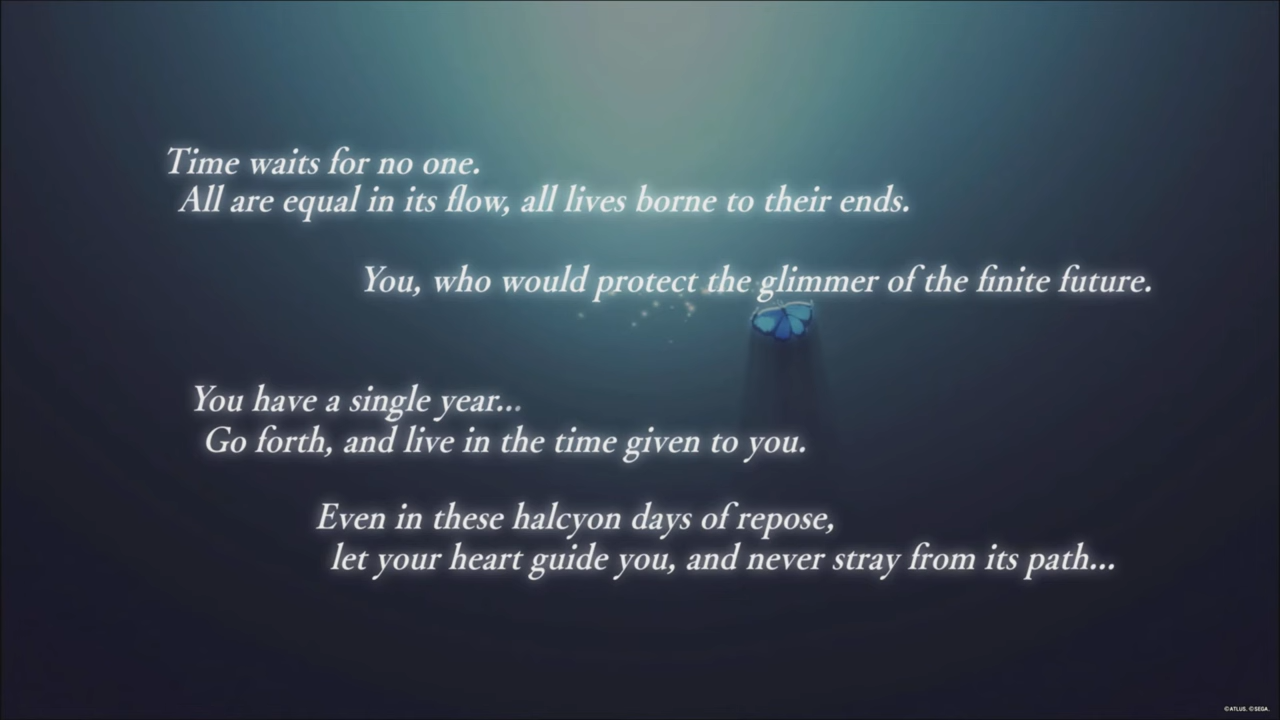 Time waits for no one.
All are equal in its flow, all lives borne to their ends.
You, who would protect the glimmer of the finite future.
You have a single year...
Go forth, and live in the time given to you.
Even in these halcyon days of repose,
let your heart guide you, and never stray from its path...
©ATLUS. ©SEGA.